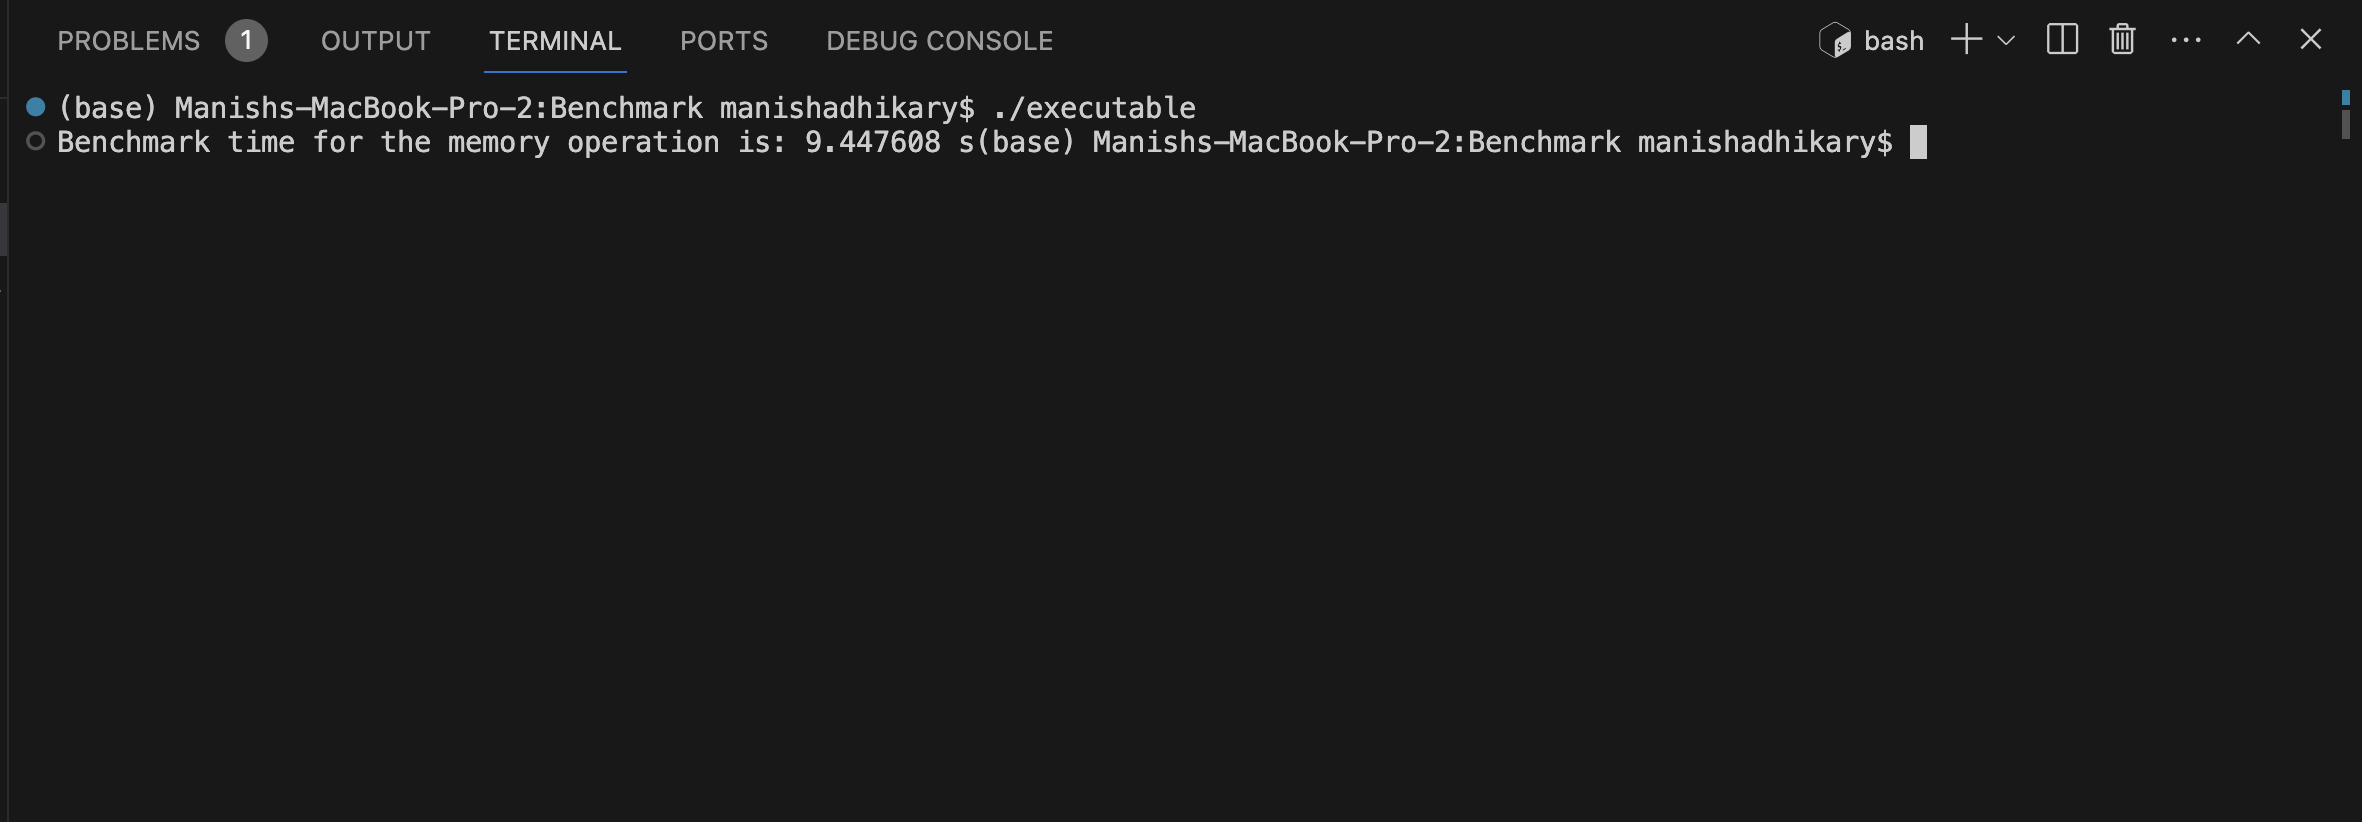 PROBLEMS 1 OUTPUT TERMINAL PORTS DEBUG CONSOLE bash
(base) Manishs-MacBook-Pro-2:Benchmark manishadhikary$ ./executable
Benchmark time for the memory operation is: 9.447608 s(base) Manishs-MacBook-Pro-2:Benchmark manishadhikary$